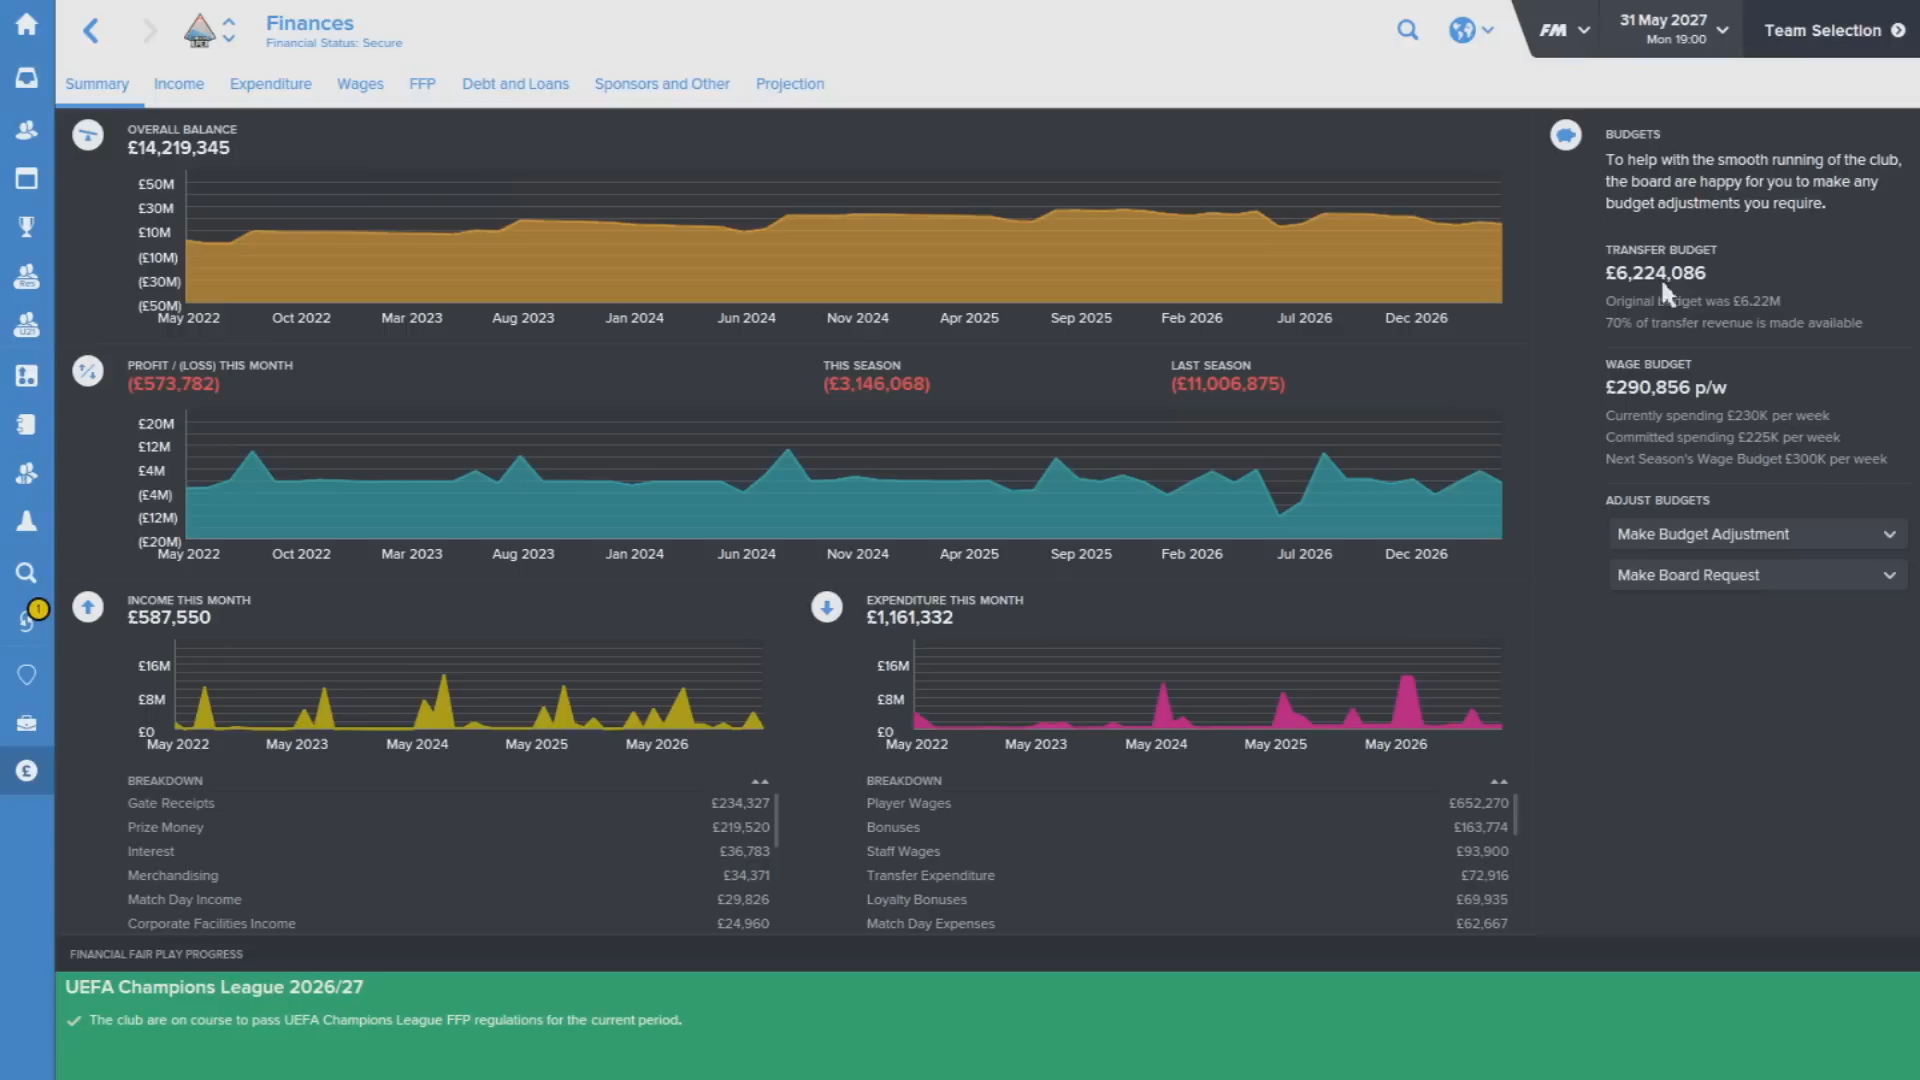 Finances
Financial Status: Secure
FM
31 May 2027
Mon 19:00
Team Selection
Summary
Income
Expenditure
Wages
FFP
Debt and Loans
Sponsors and Other
Projection
OVERALL BALANCE
£14,219,345
£50M
£30M
£10M
(£10M)
(£30M)
(£50M)
May 2022
Oct 2022
Mar 2023
Aug 2023
Jan 2024
Jun 2024
Nov 2024
Apr 2025
Sep 2025
Feb 2026
Jul 2026
Dec 2026
PROFIT / (LOSS) THIS MONTH
(£573,782)
THIS SEASON
(£3,146,068)
LAST SEASON
(£11,006,875)
£20M
£12M
£4M
(£4M)
(£12M)
(£20M)
May 2022
Oct 2022
Mar 2023
Aug 2023
Jan 2024
Jun 2024
Nov 2024
Apr 2025
Sep 2025
Feb 2026
Jul 2026
Dec 2026
INCOME THIS MONTH
£587,550
£16M
£8M
£0
May 2022
May 2023
May 2024
May 2025
May 2026
BREAKDOWN
Gate Receipts £234,327
Prize Money £219,520
Interest £36,783
Merchandising £34,371
Match Day Income £29,826
Corporate Facilities Income £24,960
EXPENDITURE THIS MONTH
£1,161,332
£16M
£8M
£0
May 2022
May 2023
May 2024
May 2025
May 2026
BREAKDOWN
Player Wages £652,270
Bonuses £163,774
Staff Wages £93,900
Transfer Expenditure £72,916
Loyalty Bonuses £69,935
Match Day Expenses £62,667
BUDGETS
To help with the smooth running of the club,
the board are happy for you to make any
budget adjustments you require.
TRANSFER BUDGET
£6,224,086
Original budget was £6.22M
70% of transfer revenue is made available
WAGE BUDGET
£290,856 p/w
Currently spending £230K per week
Committed spending £225K per week
Next Season's Wage Budget £300K per week
ADJUST BUDGETS
Make Budget Adjustment
Make Board Request
FINANCIAL FAIR PLAY PROGRESS
UEFA Champions League 2026/27
The club are on course to pass UEFA Champions League FFP regulations for the current period.
Res
1
£